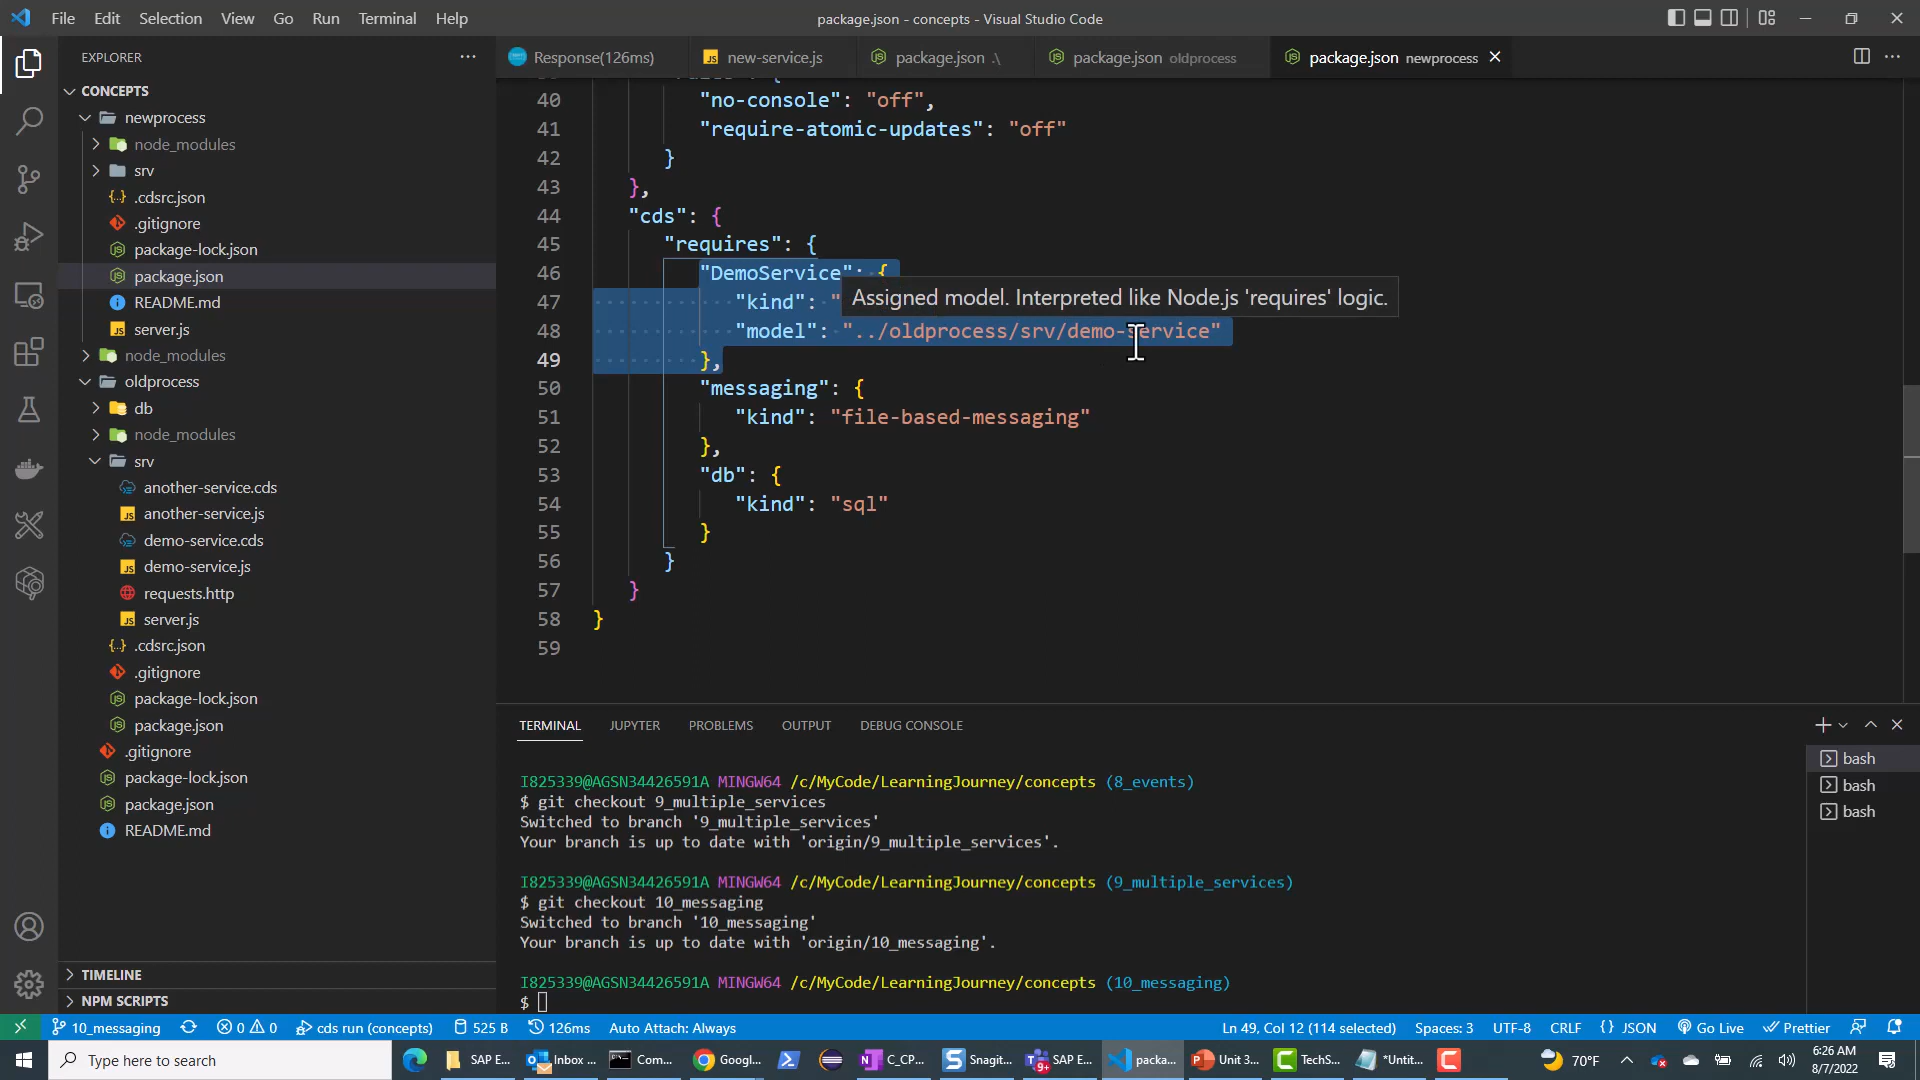 File Edit Selection View Go Run Terminal Help
package.json - concepts - Visual Studio Code
EXPLORER
Response(126ms)
new-service.js
package.json .\
package.json oldprocess
package.json newprocess
CONCEPTS
newprocess
node_modules
srv
.cdsrc.json
.gitignore
package-lock.json
package.json
README.md
server.js
node_modules
oldprocess
db
node_modules
srv
another-service.cds
another-service.js
demo-service.cds
demo-service.js
requests.http
server.js
.cdsrc.json
.gitignore
package-lock.json
package.json
.gitignore
package-lock.json
package.json
README.md
TIMELINE
NPM SCRIPTS
40 "no-console": "off",
41 "require-atomic-updates": "off"
42 }
43 },
44 "cds": {
45 "requires": {
46 "DemoService": {
47 "kind": "
Assigned model. Interpreted like Node.js 'requires' logic.
48 "model": "../oldprocess/srv/demo-service"
49 },
50 "messaging": {
51 "kind": "file-based-messaging"
52 },
53 "db": {
54 "kind": "sql"
55 }
56 }
57 }
58 }
59
TERMINAL JUPYTER PROBLEMS OUTPUT DEBUG CONSOLE
I825339@AGSN34426591A MINGW64 /c/MyCode/LearningJourney/concepts (8_events)
$ git checkout 9_multiple_services
Switched to branch '9_multiple_services'
Your branch is up to date with 'origin/9_multiple_services'.
I825339@AGSN34426591A MINGW64 /c/MyCode/LearningJourney/concepts (9_multiple_services)
$ git checkout 10_messaging
Switched to branch '10_messaging'
Your branch is up to date with 'origin/10_messaging'.
I825339@AGSN34426591A MINGW64 /c/MyCode/LearningJourney/concepts (10_messaging)
$
bash
bash
bash
10_messaging 0 0 cds run (concepts) 525 B 126ms Auto Attach: Always Ln 49, Col 12 (114 selected) Spaces: 3 UTF-8 CRLF {} JSON Go Live Prettier
Type here to search SAP E... Inbox ... Com... Googl... C_CP... Snagit... SAP E... packa... Unit 3... TechS... *Untit... 70°F
6:26 AM
8/7/2022